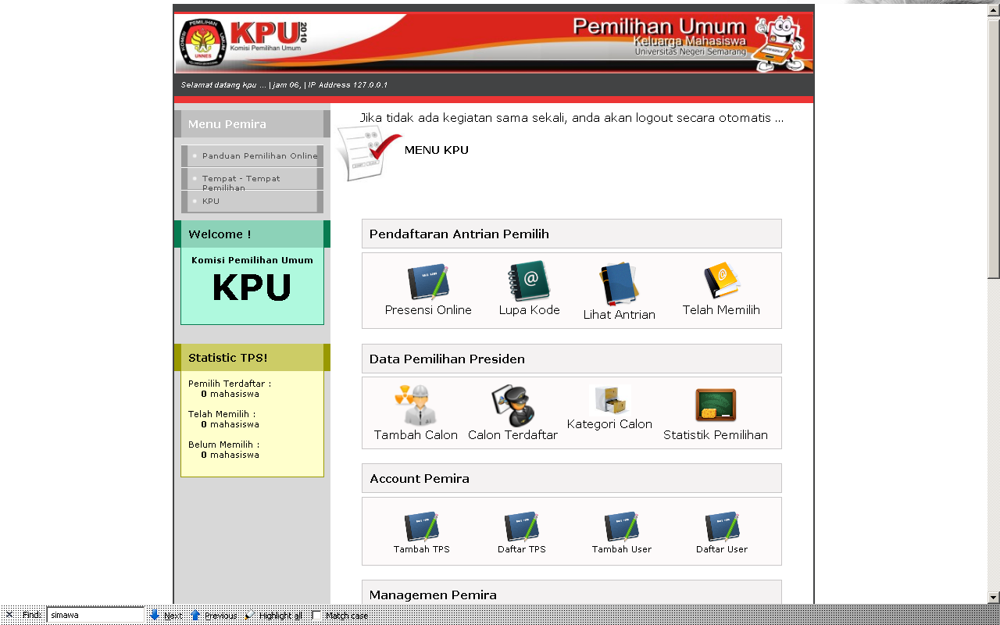 KPU 2010
Komisi Pemilihan Umum
UNNES
Pemilihan Umum
Keluarga Mahasiswa
Universitas Negeri Semarang
Selamat datang kpu ... | jam 06, | IP Address 127.0.0.1
Menu Pemira
Panduan Pemilihan Online
Tempat - Tempat
Pemilihan
KPU
Welcome !
Komisi Pemilihan Umum
KPU
Statistic TPS!
Pemilih Terdaftar :
0 mahasiswa
Telah Memilih :
0 mahasiswa
Belum Memilih :
0 mahasiswa
Jika tidak ada kegiatan sama sekali, anda akan logout secara otomatis ...
MENU KPU
Pendaftaran Antrian Pemilih
Presensi Online
Lupa Kode
Lihat Antrian
Telah Memilih
Data Pemilihan Presiden
Tambah Calon
Calon Terdaftar
Kategori Calon
Statistik Pemilihan
Account Pemira
Tambah TPS
Daftar TPS
Tambah User
Daftar User
Managemen Pemira
Find: simawa Next Previous Highlight all Match case